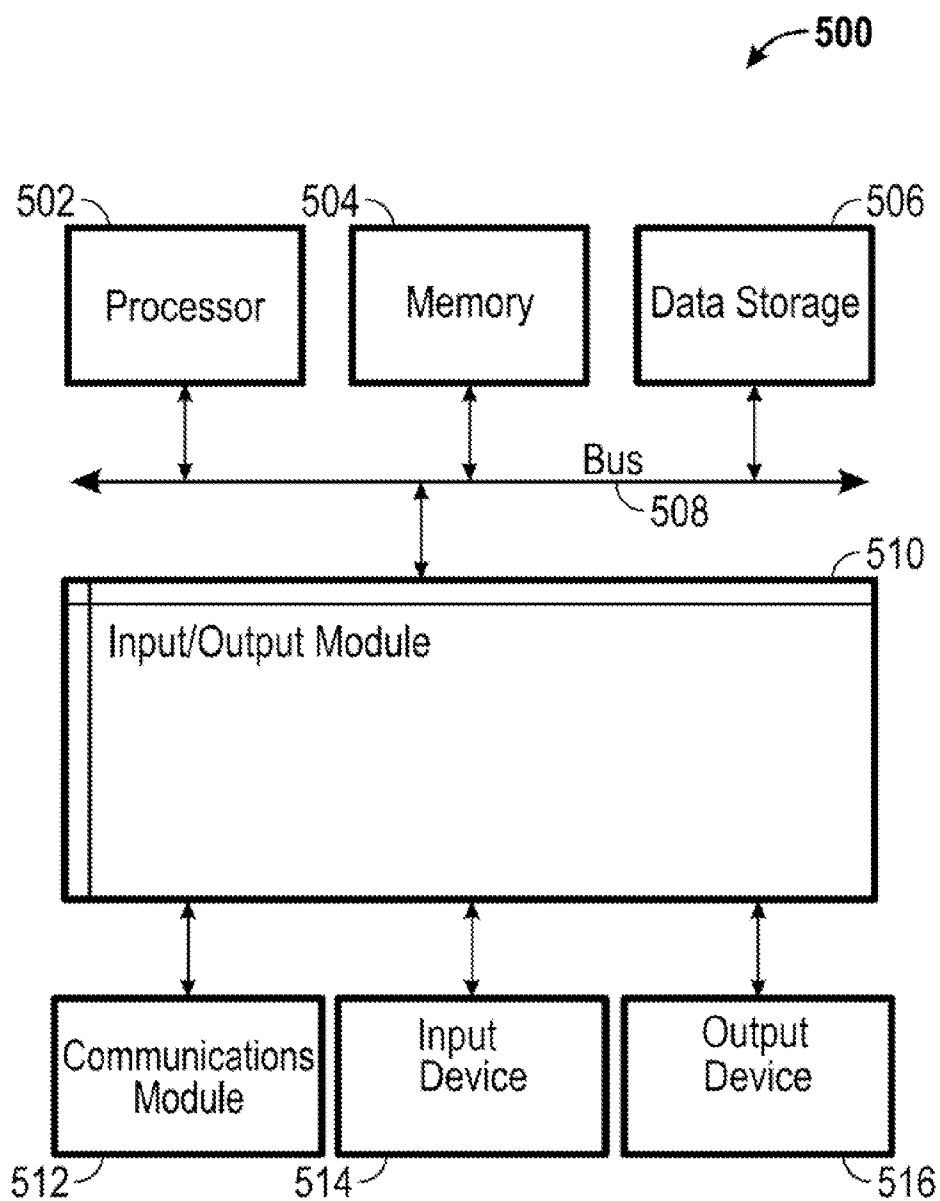 500
502
504
506
Processor
Memory
Data Storage
Bus
508
510
Input/Output Module
Communications
Module
Input
Device
Output
Device
512
514
516